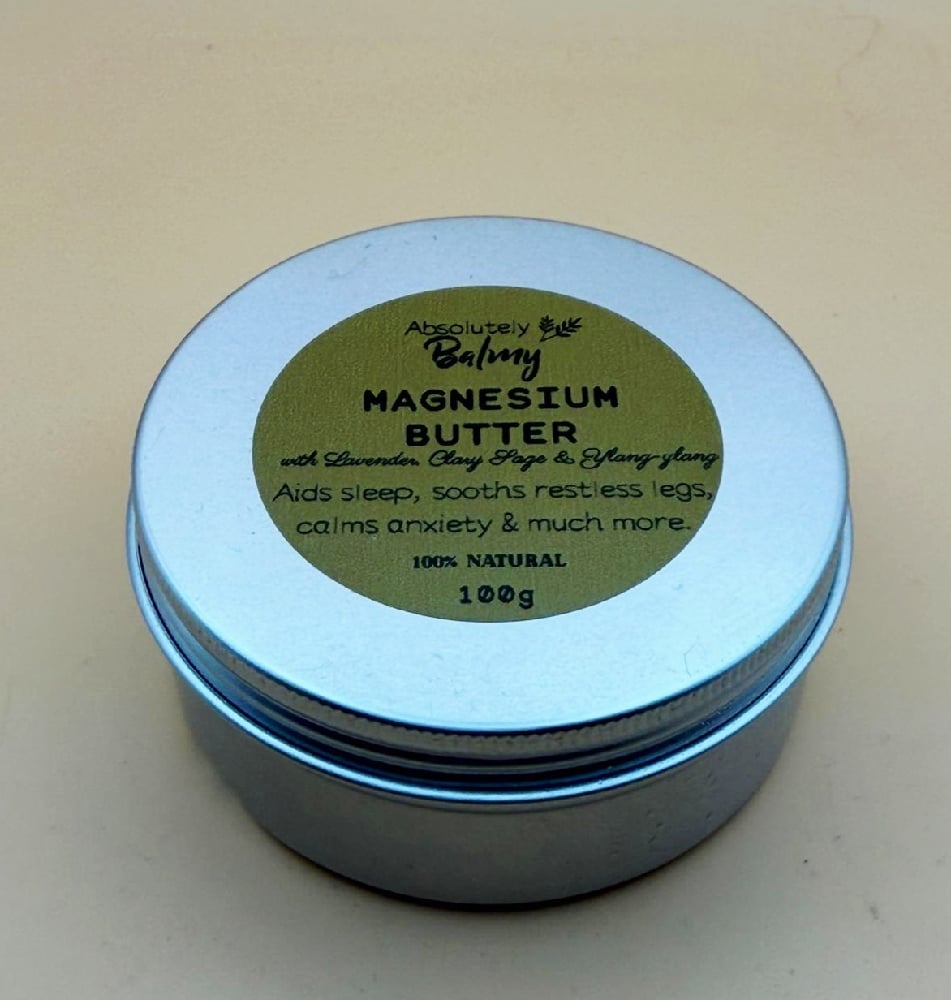 Absolutely
Balmy
MAGNESIUM
BUTTER
with Lavender, Clary Sage & Ylang-ylang
Aids sleep, sooths restless legs,
calms anxiety & much more.
100% NATURAL
100g